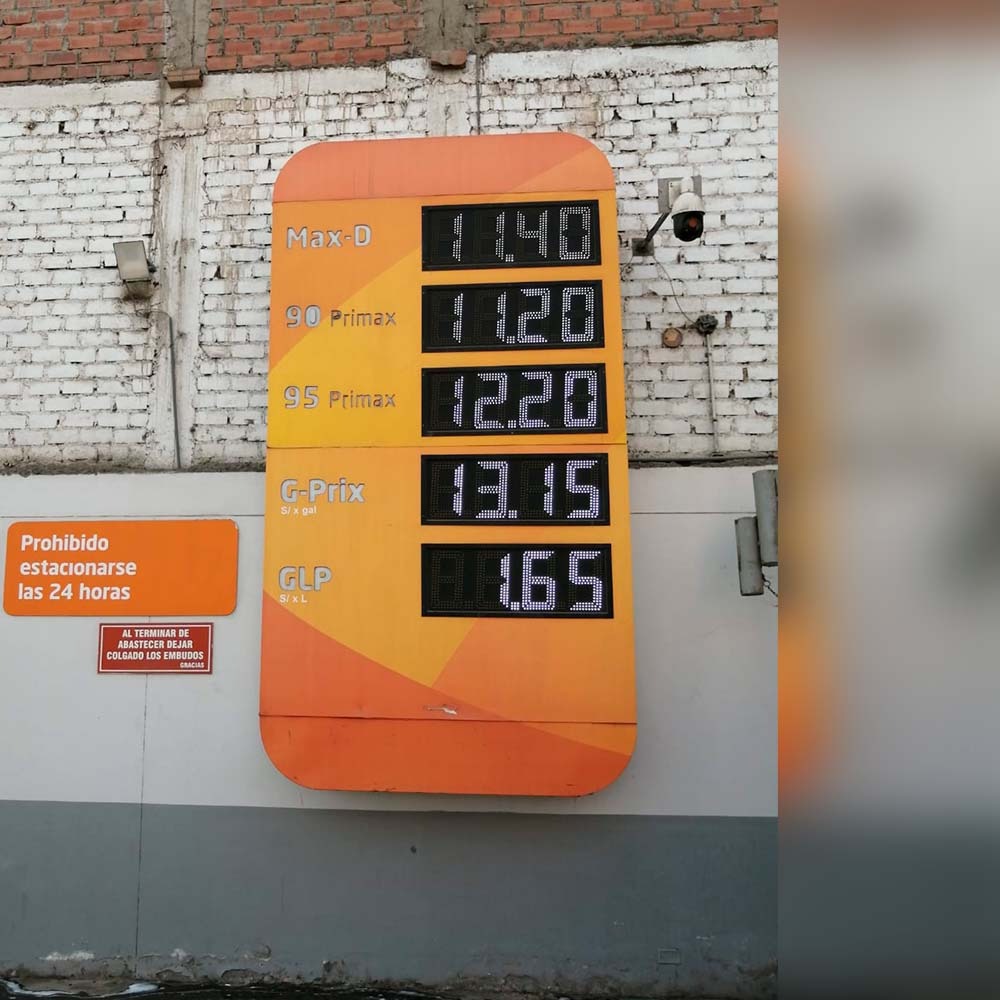 Max-D 11.40
90 Primax 11.20
95 Primax 12.20
G-Prix 13.15
S/ x gal
GLP 1.65
S/ x L
Prohibido
estacionarse
las 24 horas
AL TERMINAR DE
ABASTECER DEJAR
COLGADO LOS EMBUDOS
GRACIAS